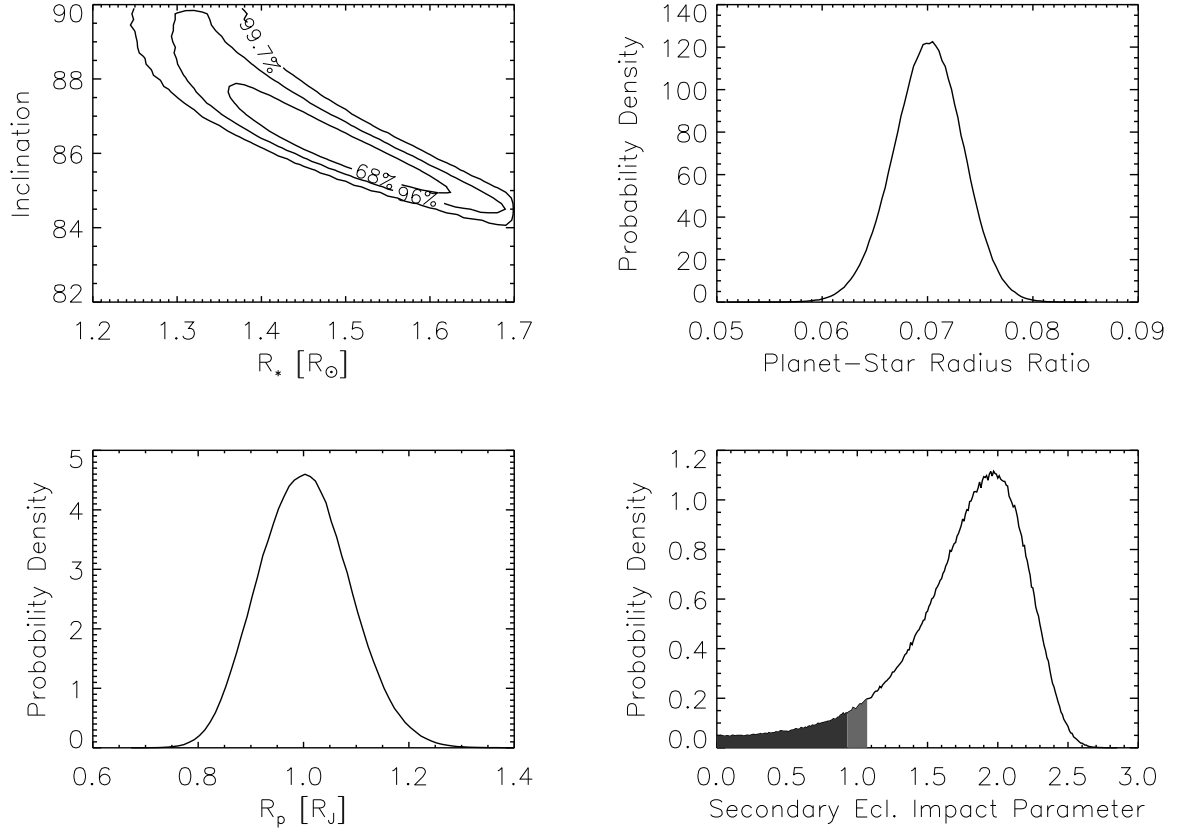 90
88
86
84
82
Inclination
99.7%
68%
96%
1.2 1.3 1.4 1.5 1.6 1.7
R* [R⊙]
140
120
100
80
60
40
20
0
Probability Density
0.05 0.06 0.07 0.08 0.09
Planet-Star Radius Ratio
5
4
3
2
1
0
Probability Density
0.6 0.8 1.0 1.2 1.4
Rp [RJ]
1.2
1.0
0.8
0.6
0.4
0.2
0.0
Probability Density
0.0 0.5 1.0 1.5 2.0 2.5 3.0
Secondary Ecl. Impact Parameter